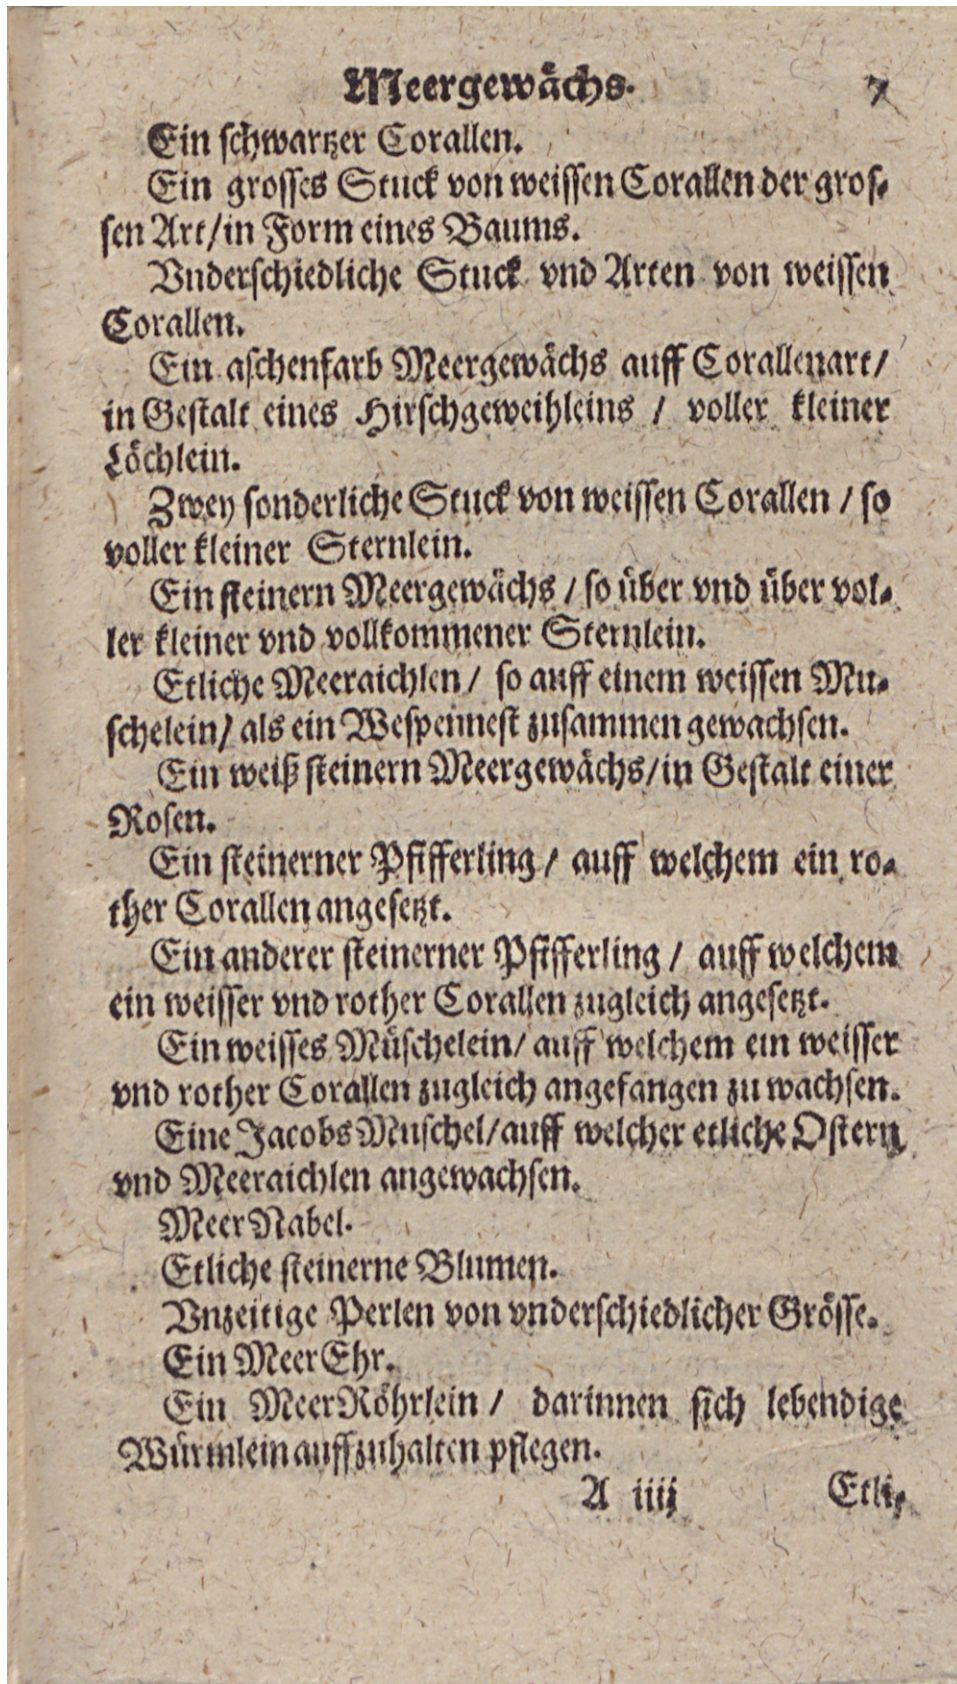 Meergewächs. 7
Ein schwartzer Corallen.
Ein grosses Stuck von weissen Corallen der gros-
sen Art/in Form eines Baums.
Vnderschiedliche Stuck vnd Arten von weissen
Corallen.
Ein aschenfarb Meergewächs auff Corallenart/
in Gestalt eines Hirschgeweihleins / voller kleiner
Löchlein.
Zwey sonderliche Stuck von weissen Corallen / so
voller kleiner Sternlein.
Ein steinern Meergewächs / so über vnd über vol-
ler kleiner vnd vollkommener Sternlein.
Etliche Meeraichlen / so auff einem weissen Mu-
schelein/ als ein Wespennest zusammen gewachsen.
Ein weiß steinern Meergewächs/in Gestalt einer
Rosen.
Ein steinerner Pfifferling / auff welchem ein ro-
ther Corallen angesetzt.
Ein anderer steinerner Pfifferling / auff welchem
ein weisser vnd rother Corallen zugleich angesetzt.
Ein weisses Müschelein/ auff welchem ein weisser
vnd rother Corallen zugleich angefangen zu wachsen.
Eine Jacobs Muschel/auff welcher etliche Ostern
vnd Meeraichlen angewachsen.
Meer Nabel.
Etliche steinerne Blumen.
Vnzeitige Perlen von vnderschiedlicher Grösse.
Ein Meer Ehr.
Ein MeerRöhrlein / darinnen sich lebendige
Würmlein auffzuhalten pflegen.
A iiij Etli-